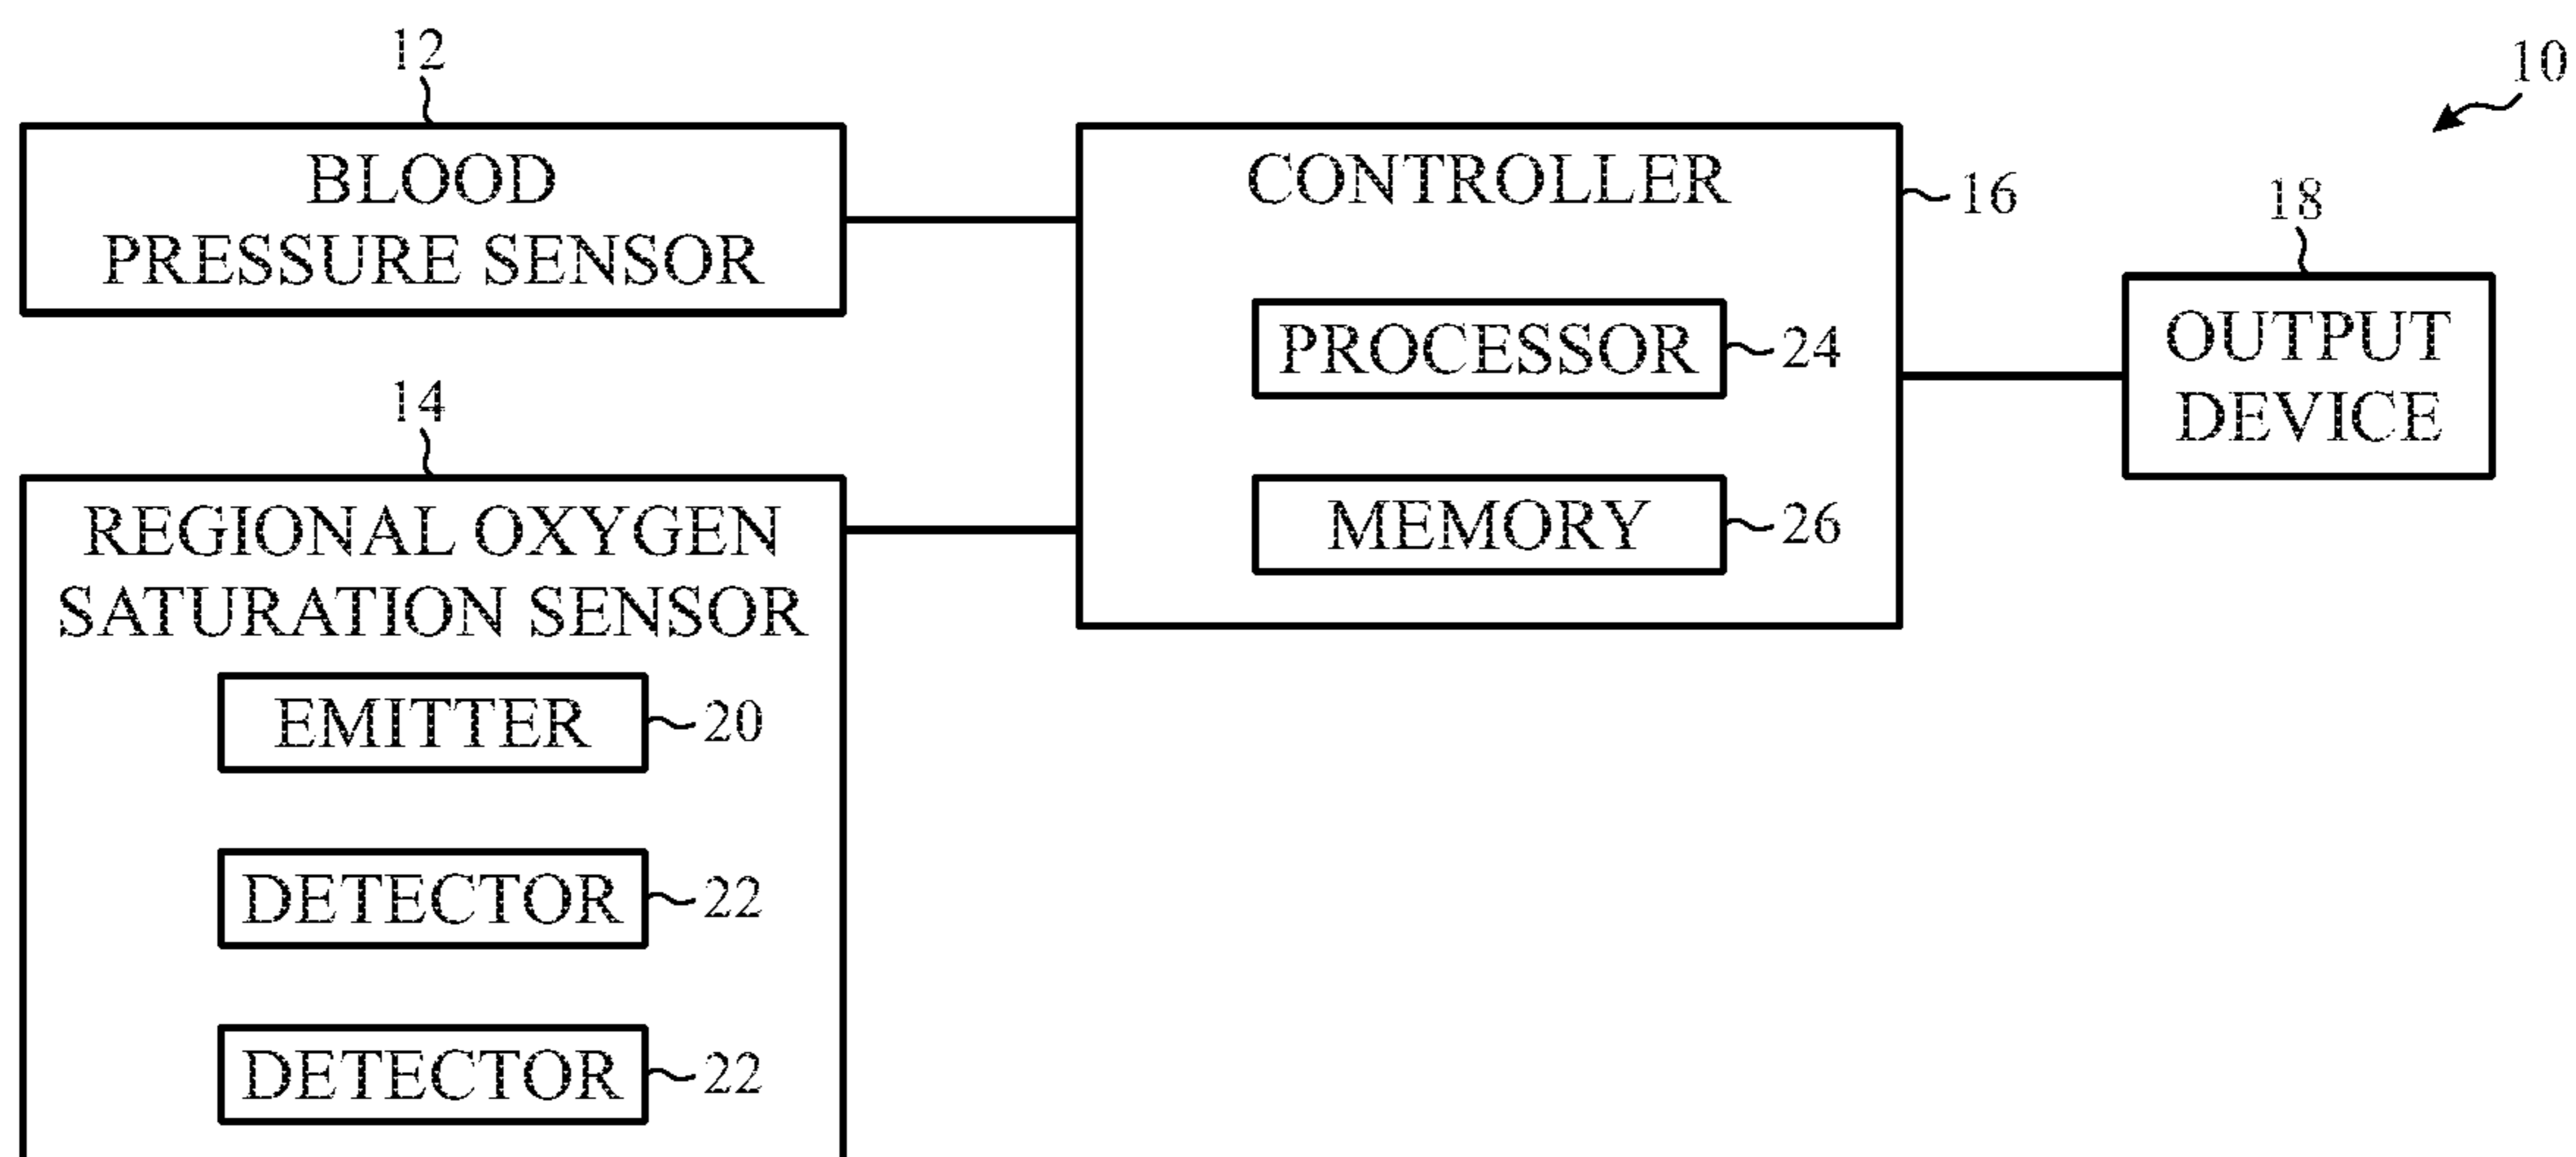 12
BLOOD
PRESSURE SENSOR
14
REGIONAL OXYGEN
SATURATION SENSOR
EMITTER 20
DETECTOR 22
DETECTOR 22
CONTROLLER
16
PROCESSOR 24
MEMORY 26
10
18
OUTPUT
DEVICE